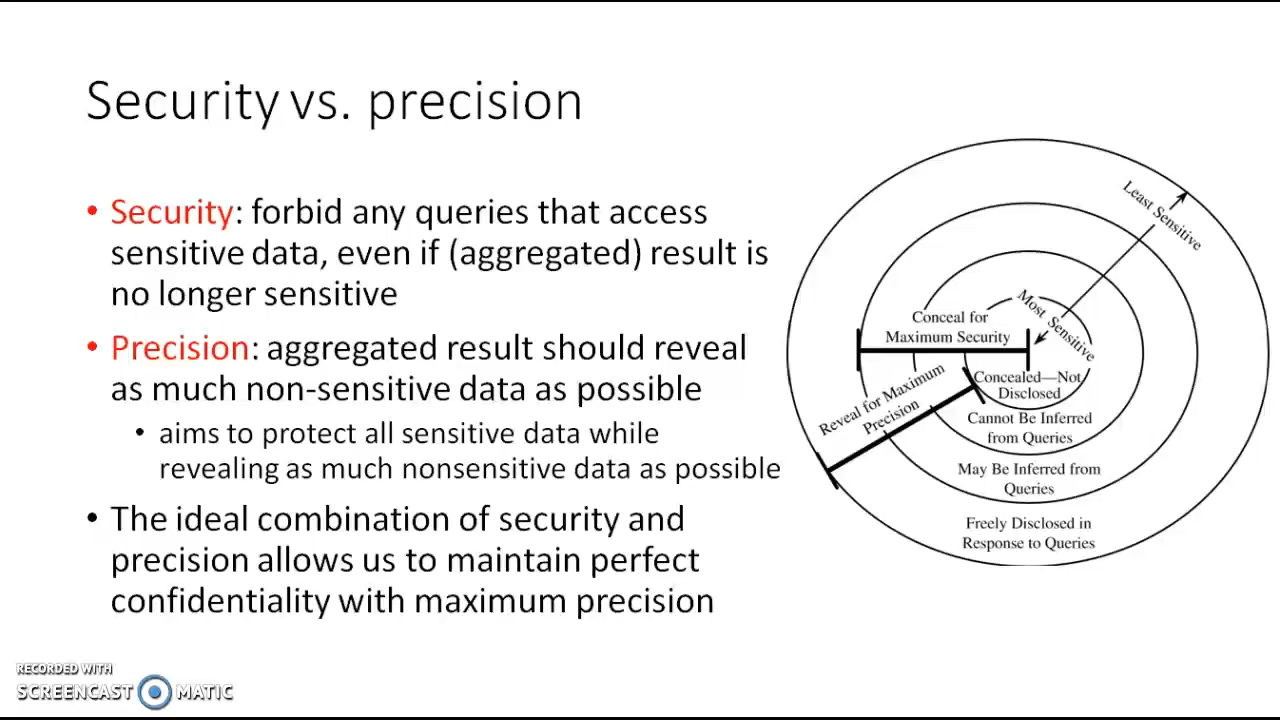 Security vs. precision
• Security: forbid any queries that access
sensitive data, even if (aggregated) result is
no longer sensitive
• Precision: aggregated result should reveal
as much non-sensitive data as possible
• aims to protect all sensitive data while
revealing as much nonsensitive data as possible
• The ideal combination of security and
precision allows us to maintain perfect
confidentiality with maximum precision
Least Sensitive
Most Sensitive
Conceal for
Maximum Security
Reveal for Maximum
Precision
Concealed—Not
Disclosed
Cannot Be Inferred
from Queries
May Be Inferred from
Queries
Freely Disclosed in
Response to Queries
RECORDED WITH
SCREENCAST MATIC